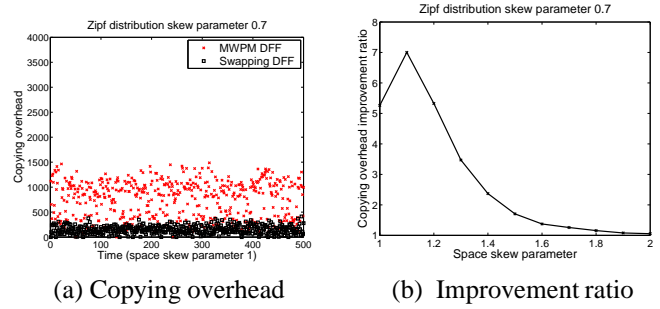 Zipf distribution skew parameter 0.7
4000
3500
3000
2500
2000
1500
1000
500
0
Copying overhead
MWPM DFF
Swapping DFF
0 100 200 300 400 500
Time (space skew parameter 1)
(a) Copying overhead
Zipf distribution skew parameter 0.7
8
7
6
5
4
3
2
1
Copying overhead improvement ratio
1 1.2 1.4 1.6 1.8 2
Space skew parameter
(b) Improvement ratio